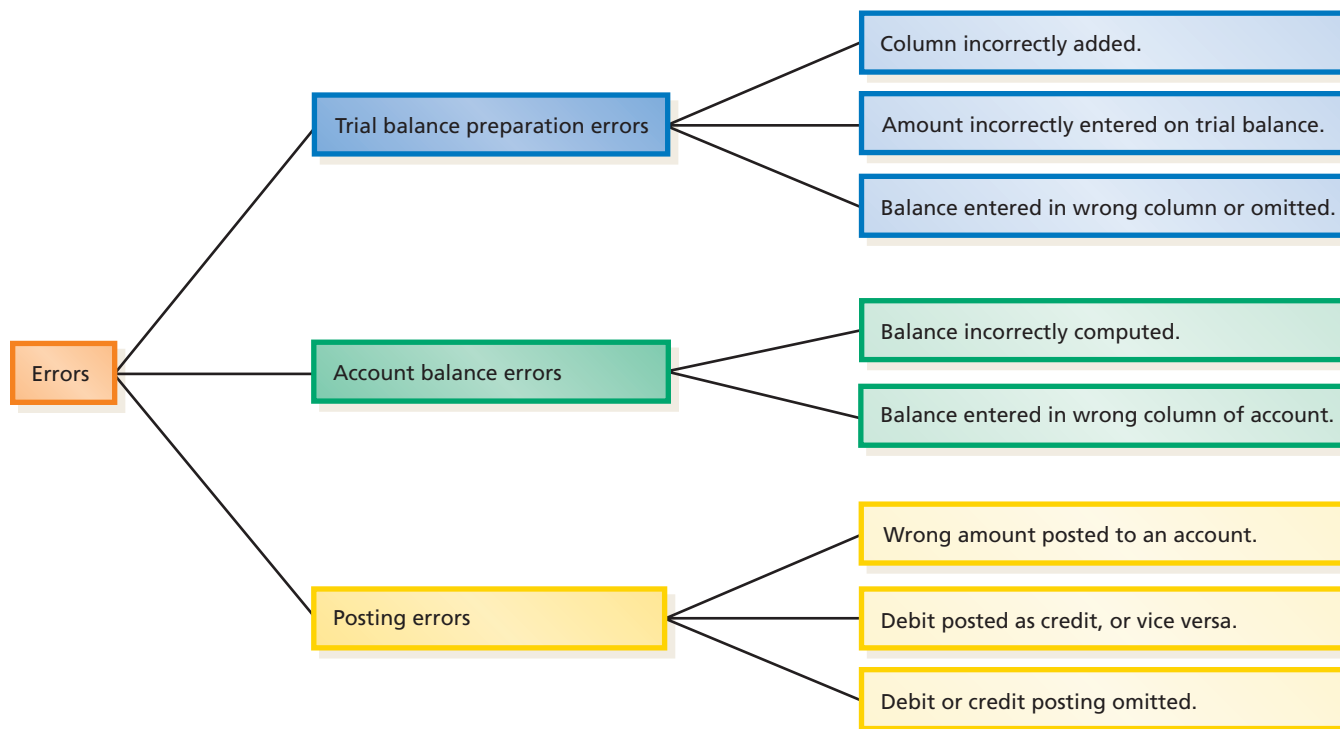 Errors
Trial balance preparation errors
Column incorrectly added.
Amount incorrectly entered on trial balance.
Balance entered in wrong column or omitted.
Account balance errors
Balance incorrectly computed.
Balance entered in wrong column of account.
Posting errors
Wrong amount posted to an account.
Debit posted as credit, or vice versa.
Debit or credit posting omitted.